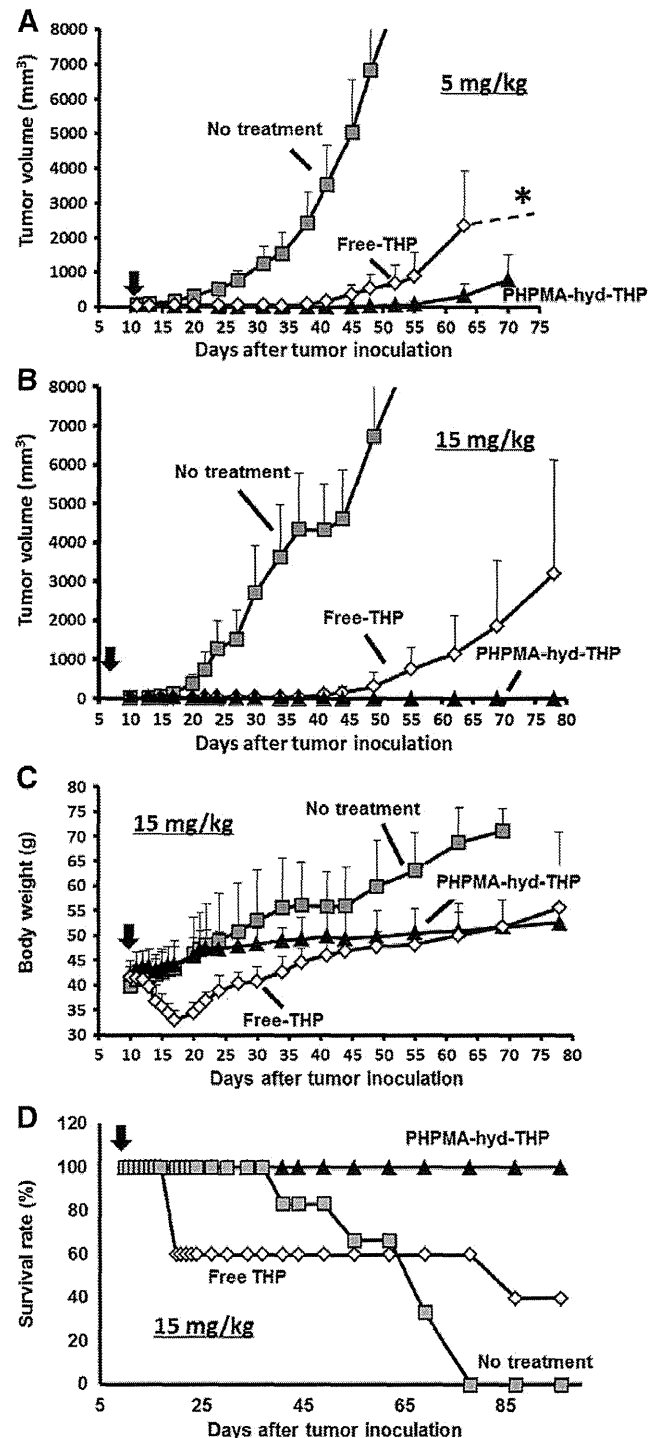 A
8000
7000
6000
5000
4000
3000
2000
1000
0
Tumor volume (mm³)
5 mg/kg
No treatment
Free-THP
*
PHPMA-hyd-THP
5 10 15 20 25 30 35 40 45 50 55 60 65 70 75
Days after tumor inoculation
B
8000
7000
6000
5000
4000
3000
2000
1000
0
Tumor volume (mm³)
15 mg/kg
No treatment
Free-THP
PHPMA-hyd-THP
5 10 15 20 25 30 35 40 45 50 55 60 65 70 75 80
Days after tumor inoculation
C
80
75
70
65
60
55
50
45
40
35
30
Body weight (g)
15 mg/kg
No treatment
PHPMA-hyd-THP
Free-THP
5 10 15 20 25 30 35 40 45 50 55 60 65 70 75 80
Days after tumor inoculation
D
120
100
80
60
40
20
0
Survival rate (%)
PHPMA-hyd-THP
Free THP
15 mg/kg
No treatment
5 25 45 65 85
Days after tumor inoculation